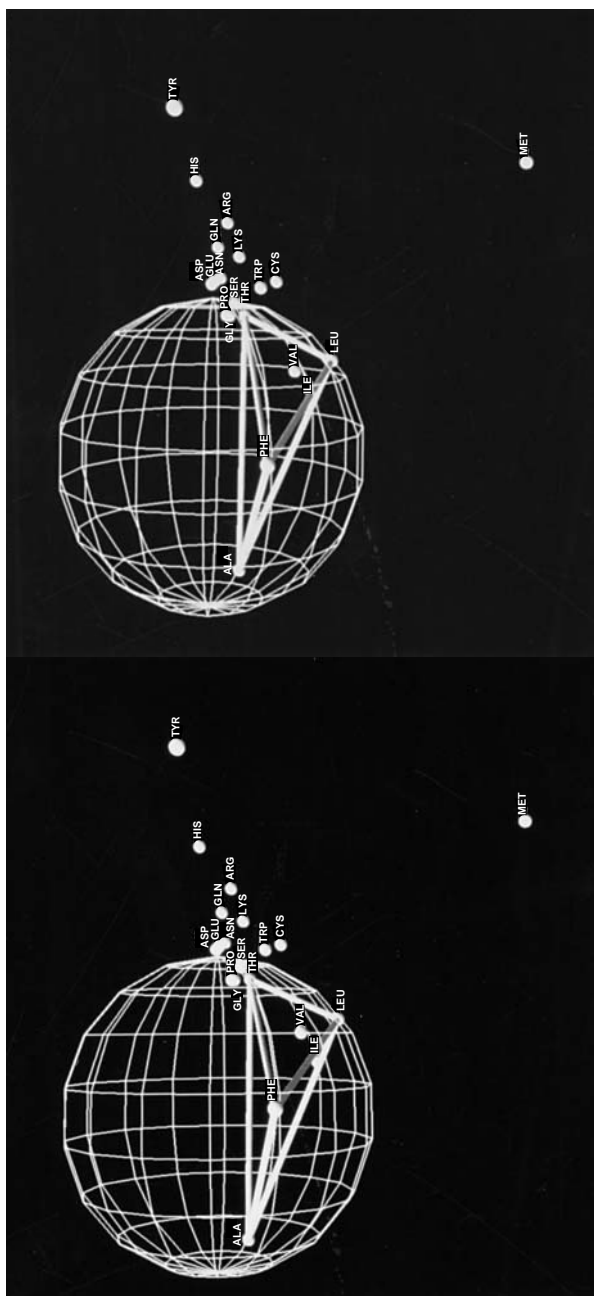 TYR
MET
HIS
ARG
GLN
LYS
ASP
GLU
ASN
TRP
CYS
PRO
SER
THR
GLY
VAL
LEU
ILE
PHE
ALA
TYR
MET
HIS
ARG
GLN
LYS
ASP
GLU
ASN
TRP
CYS
PRO
SER
THR
GLY
VAL
LEU
ILE
PHE
ALA